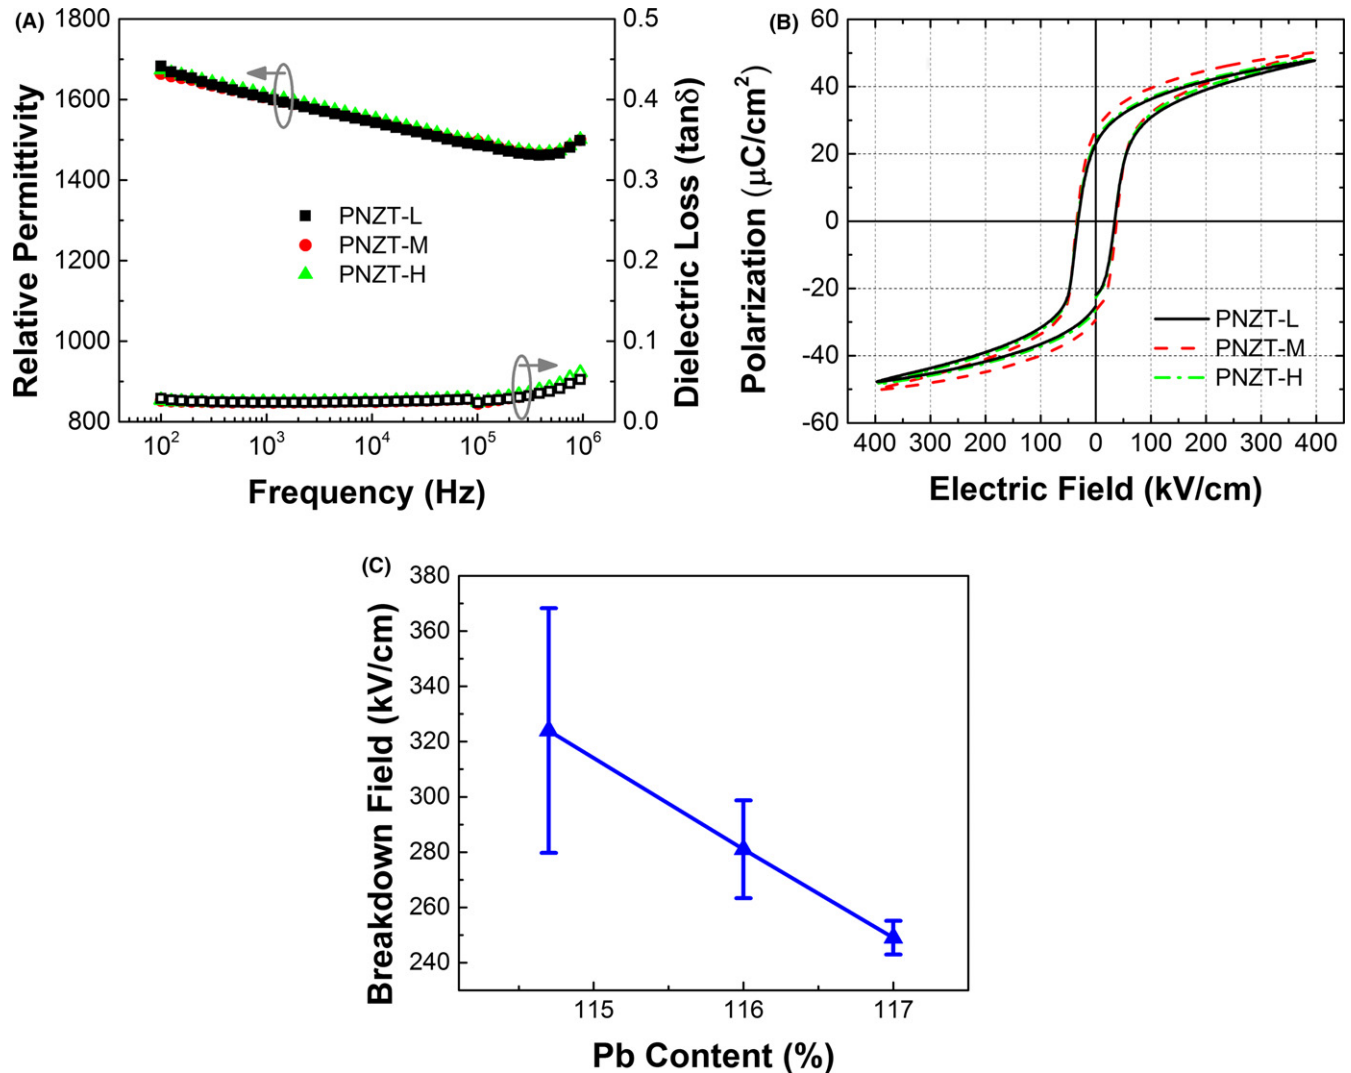 (A)
1800
1600
1400
1200
1000
800
Relative Permittivity
0.5
0.4
0.3
0.2
0.1
0.0
Dielectric Loss (tanδ)
PNZT-L
PNZT-M
PNZT-H
10² 10³ 10⁴ 10⁵ 10⁶
Frequency (Hz)
(B)
60
40
20
0
-20
-40
-60
Polarization (μC/cm²)
PNZT-L
PNZT-M
PNZT-H
400 300 200 100 0 100 200 300 400
Electric Field (kV/cm)
(C)
380
360
340
320
300
280
260
240
Breakdown Field (kV/cm)
115 116 117
Pb Content (%)